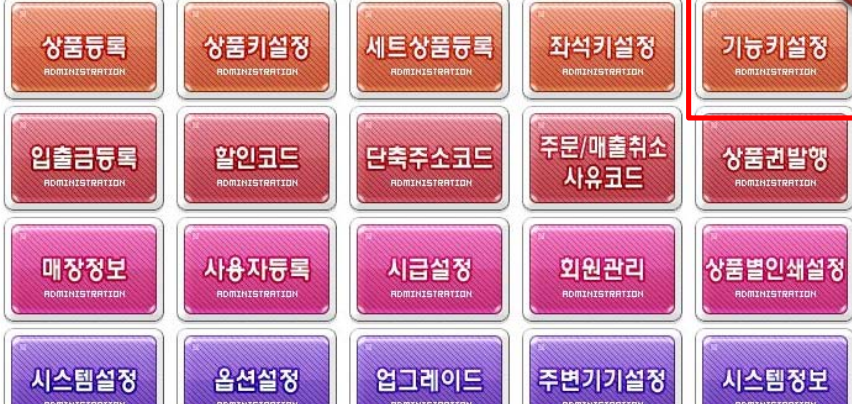 상품등록
ADMINISTRATION
상품키설정
ADMINISTRATION
세트상품등록
ADMINISTRATION
좌석키설정
ADMINISTRATION
기능키설정
ADMINISTRATION
입출금등록
ADMINISTRATION
할인코드
ADMINISTRATION
단축주소코드
ADMINISTRATION
주문/매출취소
사유코드
상품권발행
ADMINISTRATION
매장정보
ADMINISTRATION
사용자등록
ADMINISTRATION
시급설정
ADMINISTRATION
회원관리
ADMINISTRATION
상품별인쇄설정
ADMINISTRATION
시스템설정
ADMINISTRATION
옵션설정
ADMINISTRATION
업그레이드
ADMINISTRATION
주변기기설정
ADMINISTRATION
시스템정보
ADMINISTRATION